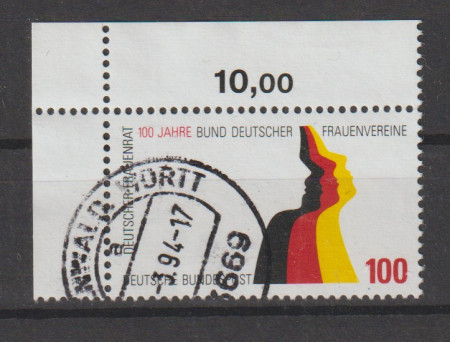 10,00
100 JAHRE BUND DEUTSCHER FRAUENVEREINE
DEUTSCHER FRAUENRAT
DEUTSCHE BUNDESPOST
100